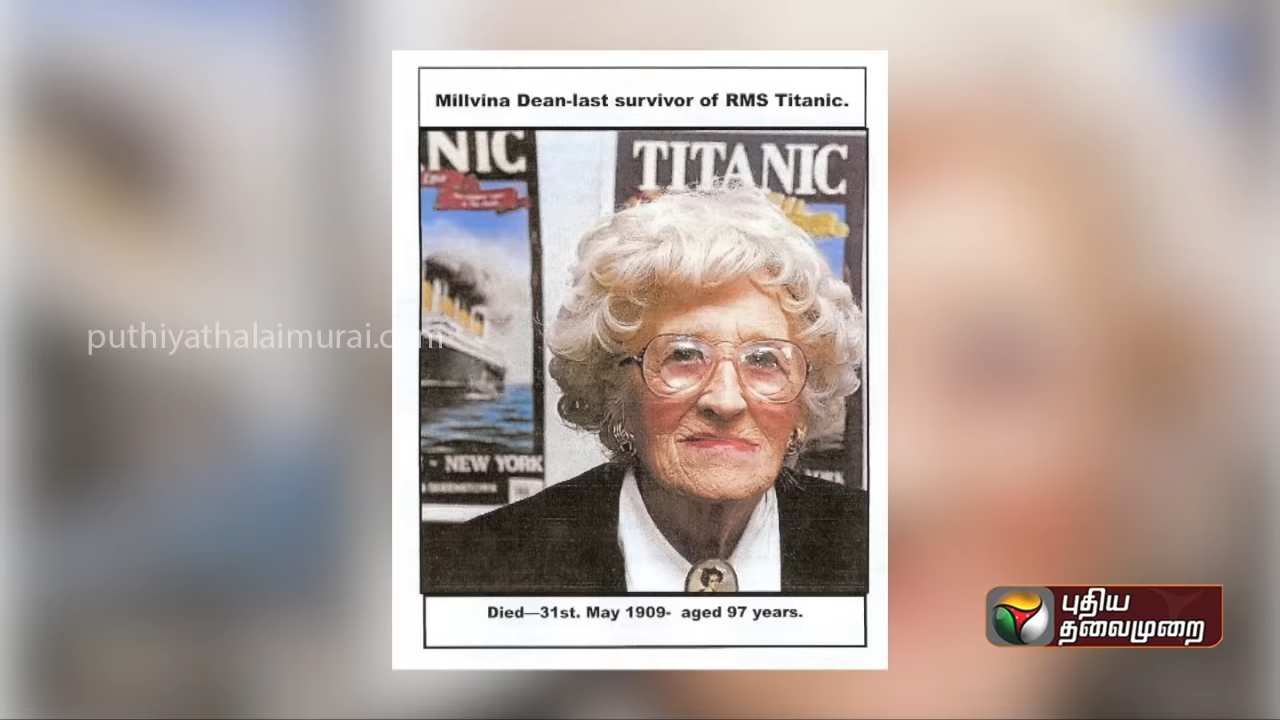 Millvina Dean-last survivor of RMS Titanic.
NIC
TITANIC
puthiyathalaimurai.com
- NEW YORK
Died—31st. May 1909- aged 97 years.
புதிய
தலைமுறை